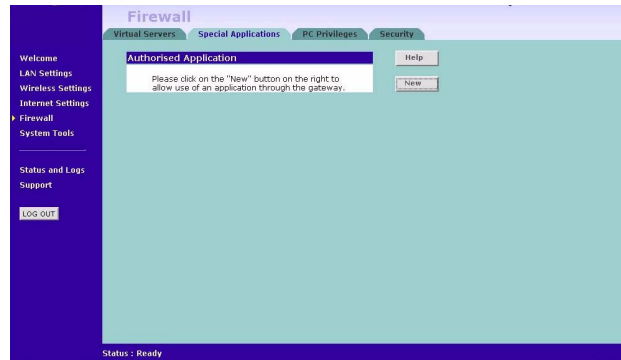 Firewall
Virtual Servers Special Applications PC Privileges Security
Welcome
LAN Settings
Wireless Settings
Internet Settings
Firewall
System Tools
Status and Logs
Support
LOG OUT
Authorised Application
Please click on the "New" button on the right to
allow use of an application through the gateway.
Help
New
Status : Ready